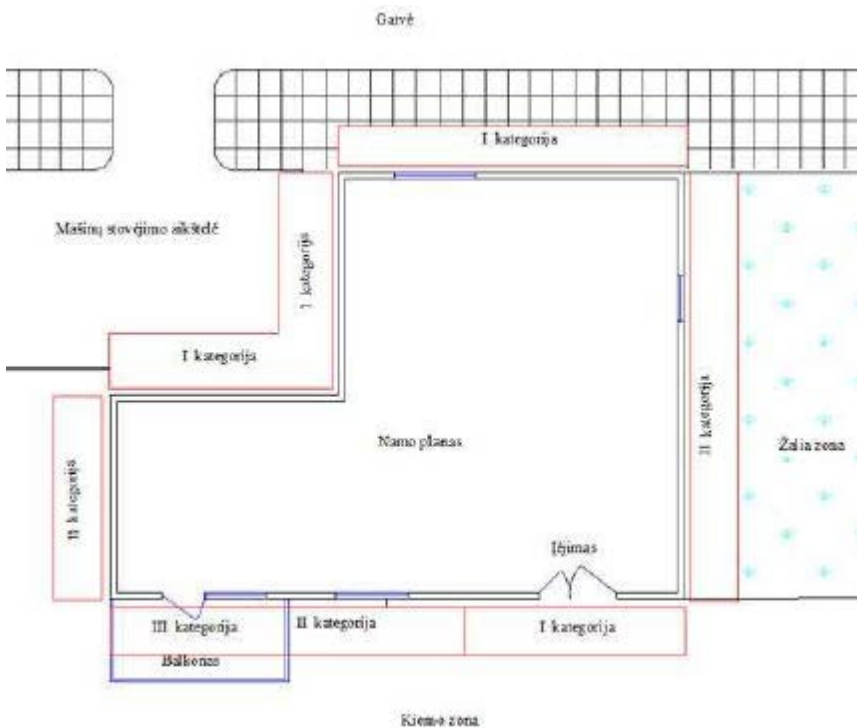 Gatvė
I kategorija
Mašinų stovėjimo aikštelė
I kategorija
I kategorija
II kategorija
Namo planas
II kategorija
Žalia zona
Įėjimas
III kategorija
II kategorija
I kategorija
Balkonas
Kiemo zona